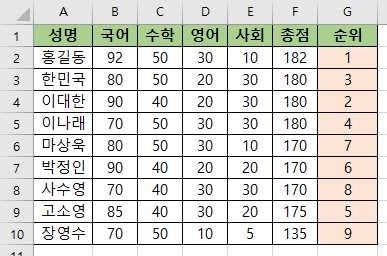 A B C D E F G
1 성명 국어 수학 영어 사회 총점 순위
2 홍길동 92 50 30 10 182 1
3 한민국 80 50 20 30 180 3
4 이대한 90 40 20 30 180 2
5 이나래 70 50 30 30 180 4
6 마상욱 80 50 30 10 170 7
7 박정인 90 40 20 20 170 6
8 사수영 70 40 30 30 170 8
9 고소영 85 40 30 20 175 5
10 장영수 70 50 10 5 135 9
11